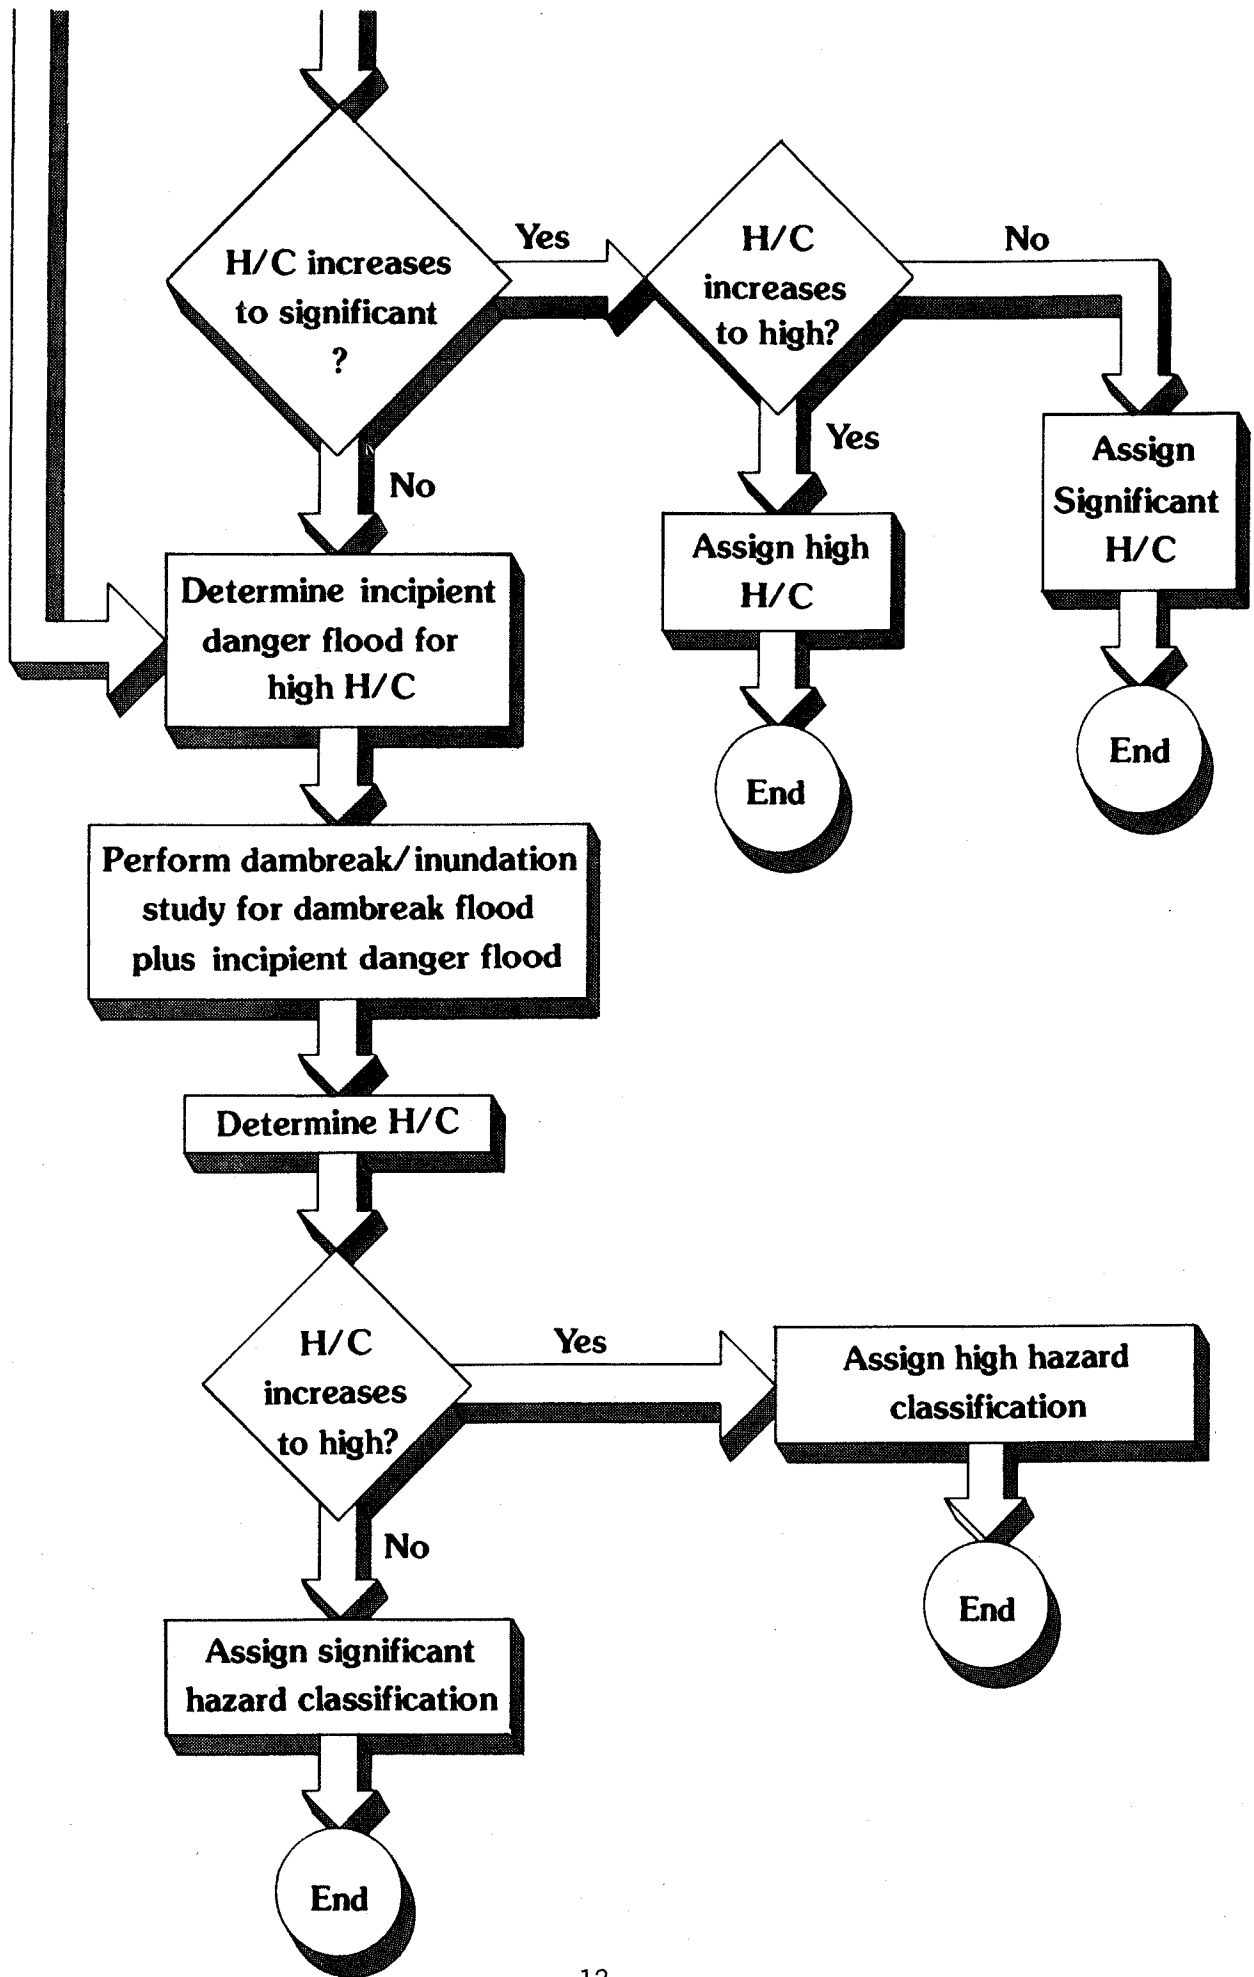 H/C increases
to significant
?
Yes
H/C
increases
to high?
No
Yes
No
Assign
Significant
H/C
Assign high
H/C
Determine incipient
danger flood for
high H/C
End
End
Perform dambreak/inundation
study for dambreak flood
plus incipient danger flood
Determine H/C
H/C
increases
to high?
Yes
Assign high hazard
classification
No
End
Assign significant
hazard classification
End